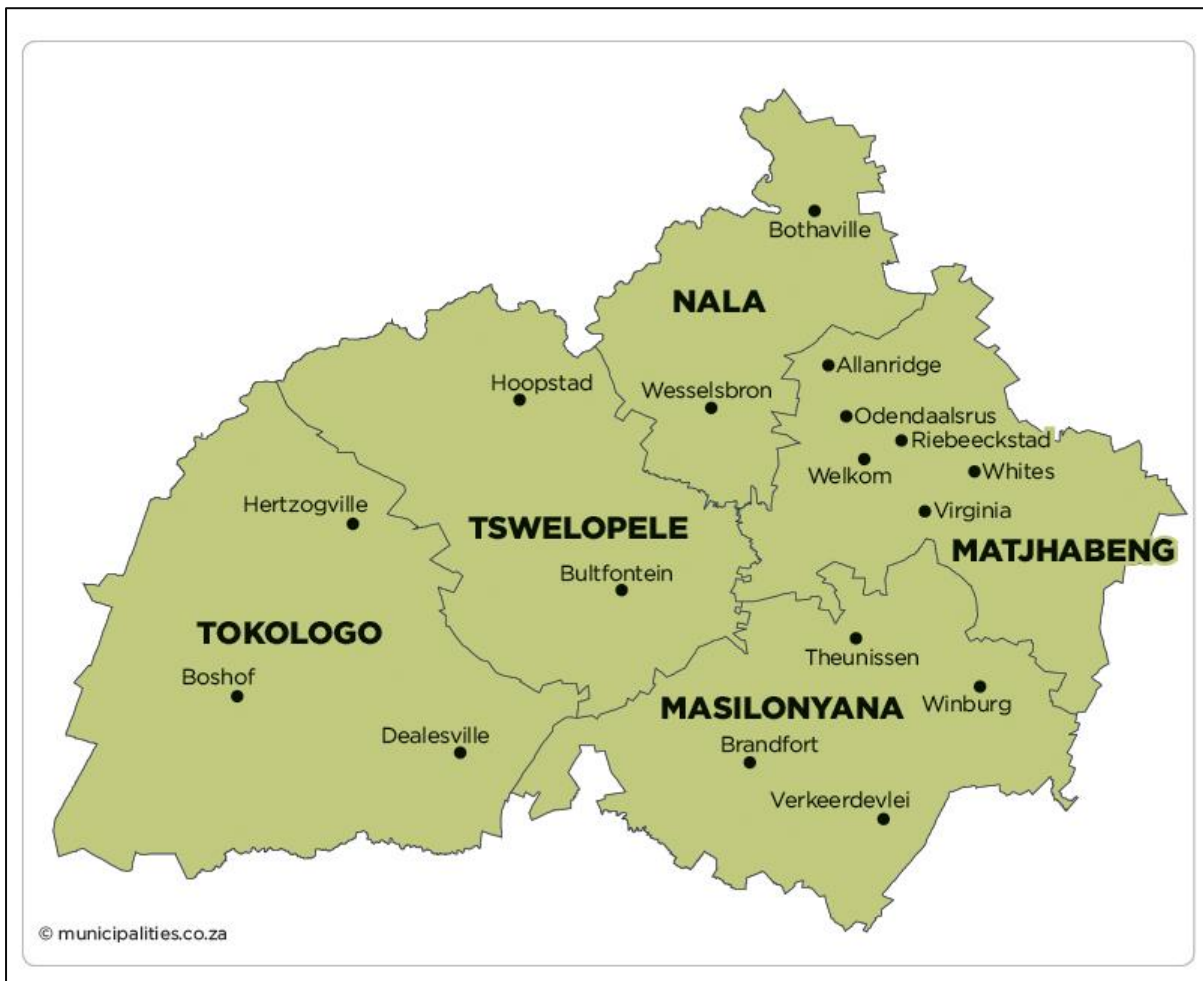 Bothaville
NALA
Allanridge
Hoopstad
Wesselsbron
Odendaalsrus
Riebeeckstad
Welkom
Whites
Hertzogville
Virginia
TSWELOPELE
MATJHABENG
Bultfontein
TOKOLOGO
Theunissen
Boshof
Winburg
MASILONYANA
Dealesville
Brandfort
Verkeerdevlei
© municipalities.co.za